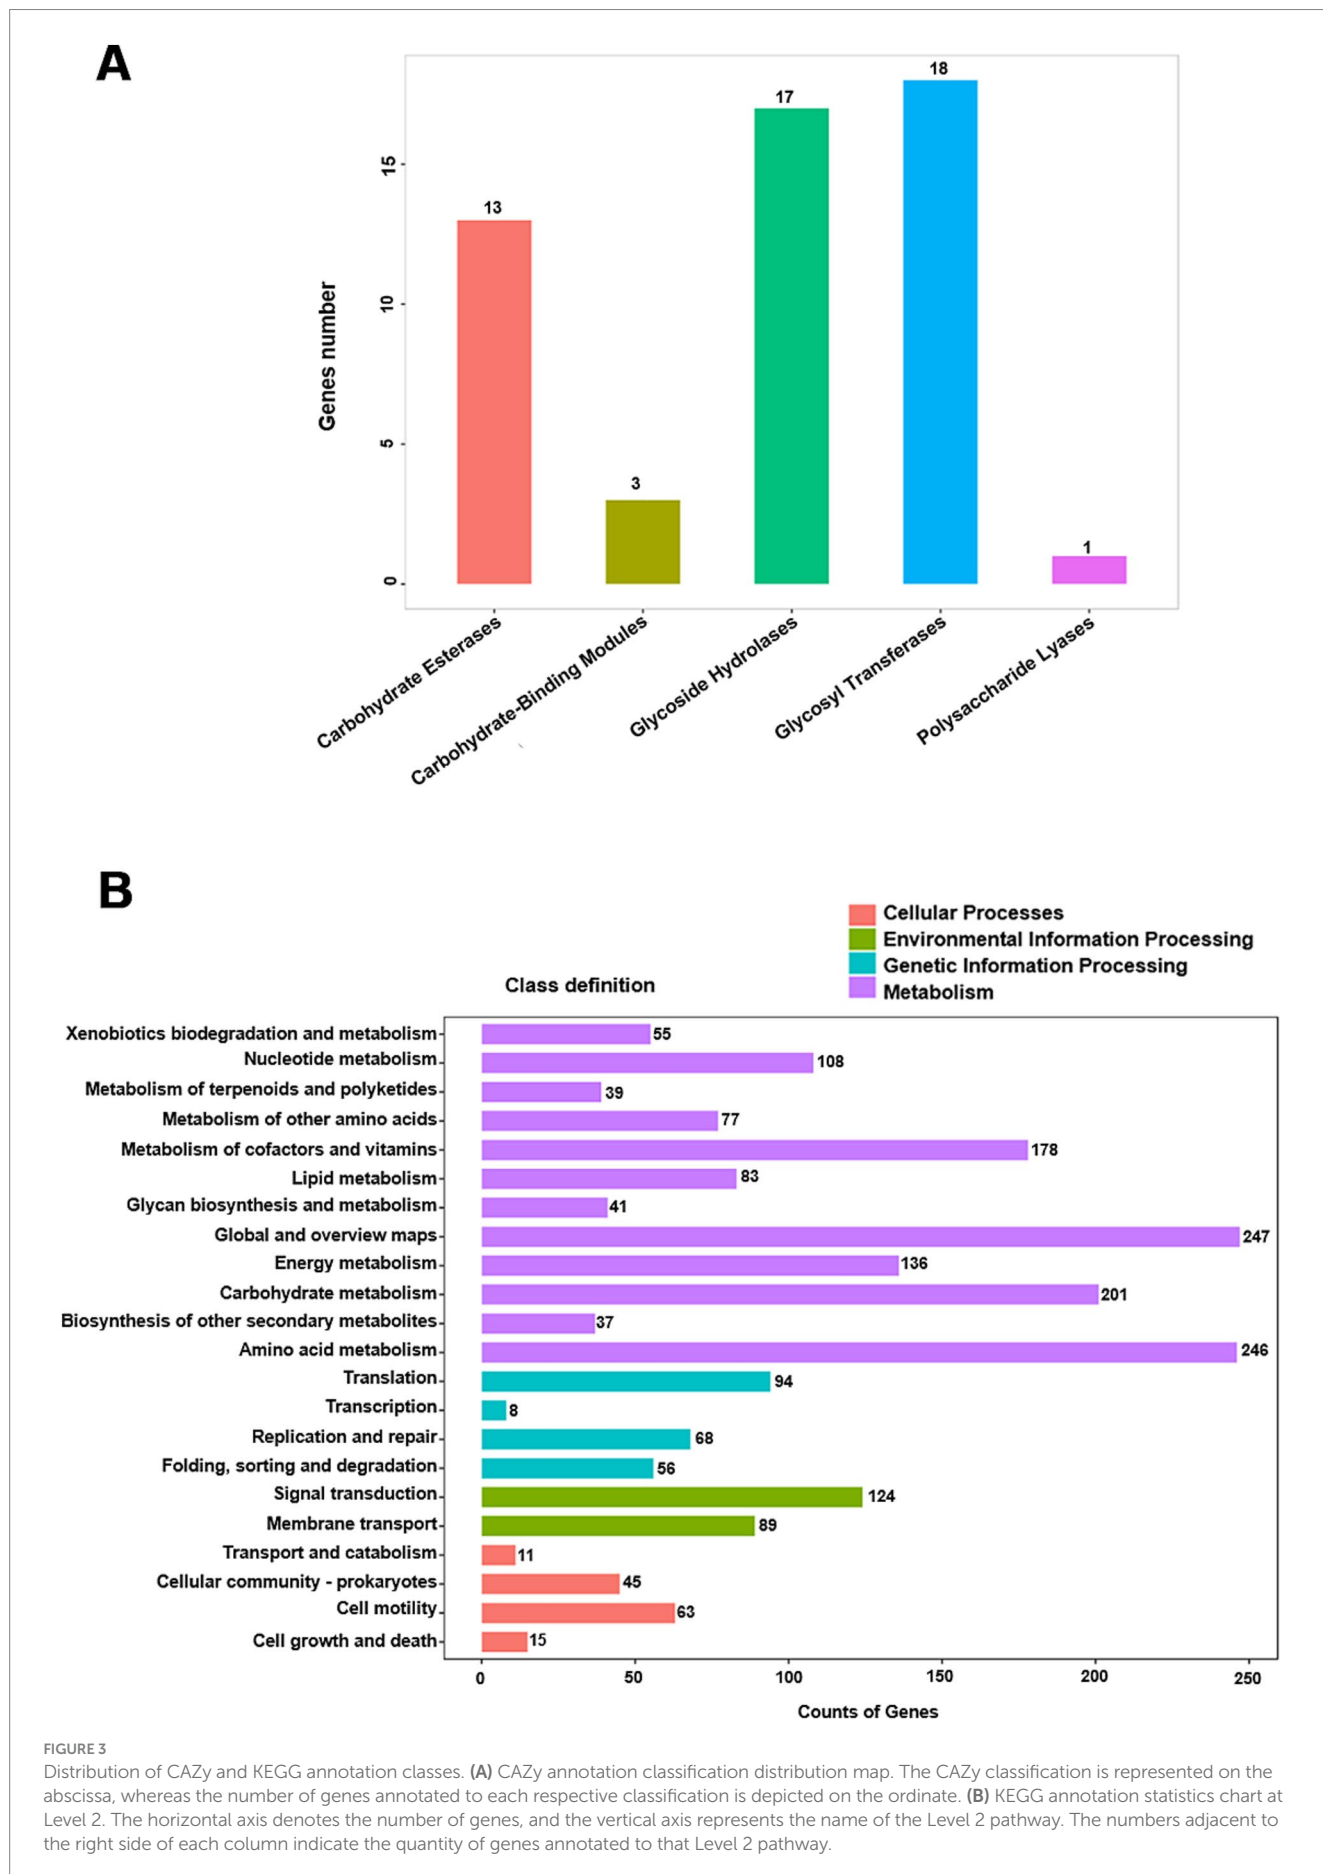 A
18
17
15
13
10
Genes number
5
3
1
0
Carbohydrate Esterases
Carbohydrate-Binding Modules
Glycoside Hydrolases
Glycosyl Transferases
Polysaccharide Lyases
B
Cellular Processes
Environmental Information Processing
Genetic Information Processing
Metabolism
Class definition
Xenobiotics biodegradation and metabolism 55
Nucleotide metabolism 108
Metabolism of terpenoids and polyketides 39
Metabolism of other amino acids 77
Metabolism of cofactors and vitamins 178
Lipid metabolism 83
Glycan biosynthesis and metabolism 41
Global and overview maps 247
Energy metabolism 136
Carbohydrate metabolism 201
Biosynthesis of other secondary metabolites 37
Amino acid metabolism 246
Translation 94
Transcription 8
Replication and repair 68
Folding, sorting and degradation 56
Signal transduction 124
Membrane transport 89
Transport and catabolism 11
Cellular community - prokaryotes 45
Cell motility 63
Cell growth and death 15
0 50 100 150 200 250
Counts of Genes
FIGURE 3
Distribution of CAZy and KEGG annotation classes. (A) CAZy annotation classification distribution map. The CAZy classification is represented on the
abscissa, whereas the number of genes annotated to each respective classification is depicted on the ordinate. (B) KEGG annotation statistics chart at
Level 2. The horizontal axis denotes the number of genes, and the vertical axis represents the name of the Level 2 pathway. The numbers adjacent to
the right side of each column indicate the quantity of genes annotated to that Level 2 pathway.